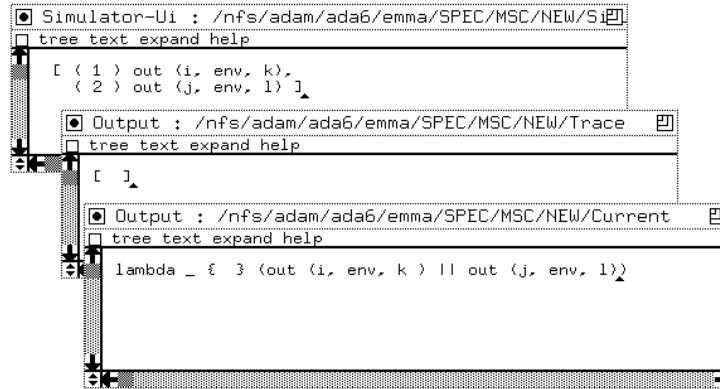 Simulator-Ui : /nfs/adam/ada6/emma/SPEC/MSC/NEW/Si
tree text expand help
[ ( 1 ) out (i, env, k),
( 2 ) out (j, env, l) ]
Output : /nfs/adam/ada6/emma/SPEC/MSC/NEW/Trace
tree text expand help
[ ]
Output : /nfs/adam/ada6/emma/SPEC/MSC/NEW/Current
tree text expand help
lambda _ { } (out (i, env, k ) || out (j, env, l))